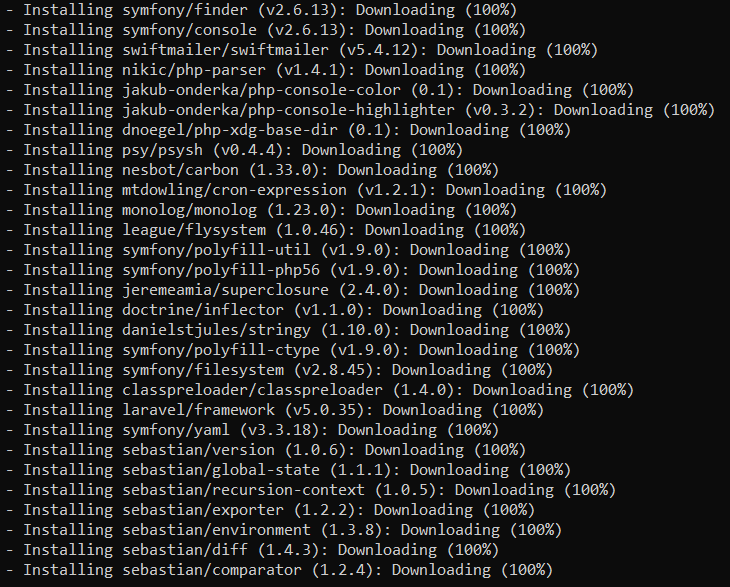 - Installing symfony/finder (v2.6.13): Downloading (100%)
- Installing symfony/console (v2.6.13): Downloading (100%)
- Installing swiftmailer/swiftmailer (v5.4.12): Downloading (100%)
- Installing nikic/php-parser (v1.4.1): Downloading (100%)
- Installing jakub-onderka/php-console-color (0.1): Downloading (100%)
- Installing jakub-onderka/php-console-highlighter (v0.3.2): Downloading (100%)
- Installing dnoegel/php-xdg-base-dir (0.1): Downloading (100%)
- Installing psy/psysh (v0.4.4): Downloading (100%)
- Installing nesbot/carbon (1.33.0): Downloading (100%)
- Installing mtdowling/cron-expression (v1.2.1): Downloading (100%)
- Installing monolog/monolog (1.23.0): Downloading (100%)
- Installing league/flysystem (1.0.46): Downloading (100%)
- Installing symfony/polyfill-util (v1.9.0): Downloading (100%)
- Installing symfony/polyfill-php56 (v1.9.0): Downloading (100%)
- Installing jeremeamia/superclosure (2.4.0): Downloading (100%)
- Installing doctrine/inflector (v1.1.0): Downloading (100%)
- Installing danielstjules/stringy (1.10.0): Downloading (100%)
- Installing symfony/polyfill-ctype (v1.9.0): Downloading (100%)
- Installing symfony/filesystem (v2.8.45): Downloading (100%)
- Installing classpreloader/classpreloader (1.4.0): Downloading (100%)
- Installing laravel/framework (v5.0.35): Downloading (100%)
- Installing symfony/yaml (v3.3.18): Downloading (100%)
- Installing sebastian/version (1.0.6): Downloading (100%)
- Installing sebastian/global-state (1.1.1): Downloading (100%)
- Installing sebastian/recursion-context (1.0.5): Downloading (100%)
- Installing sebastian/exporter (1.2.2): Downloading (100%)
- Installing sebastian/environment (1.3.8): Downloading (100%)
- Installing sebastian/diff (1.4.3): Downloading (100%)
- Installing sebastian/comparator (1.2.4): Downloading (100%)